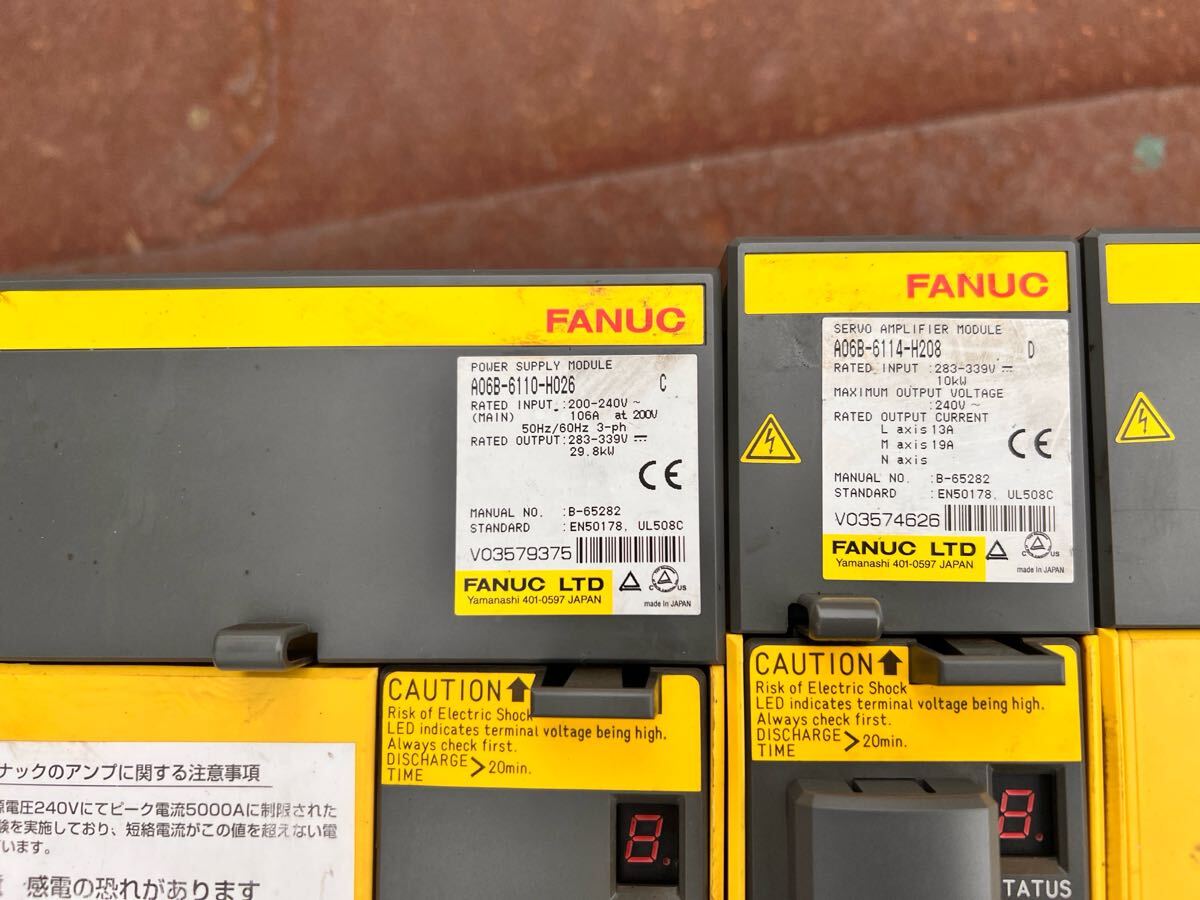 FANUC
POWER SUPPLY MODULE
A06B-6110-H026 C
RATED INPUT :200-240V ~
(MAIN) 106A at 200V
50Hz/60Hz 3-ph
RATED OUTPUT:283-339V ⎓
29.8kW
CE
MANUAL NO. :B-65282
STANDARD :EN50178, UL508C
V03579375
FANUC LTD
Yamanashi 401-0597 JAPAN
C US
made in JAPAN
CAUTION
Risk of Electric Shock
LED indicates terminal voltage being high.
Always check first.
DISCHARGE
TIME >20min.
8.
ナックのアンプに関する注意事項
源電圧240Vにてピーク電流5000Aに制限された
験を実施しており、短絡電流がこの値を超えない電
います。
感電の恐れがあります
FANUC
SERVO AMPLIFIER MODULE
A06B-6114-H208 D
RATED INPUT :283-339V ⎓
10kW
MAXIMUM OUTPUT VOLTAGE
:240V ~
RATED OUTPUT CURRENT
L axis 13A
M axis 19A
N axis
CE
MANUAL NO. :B-65282
STANDARD :EN50178, UL508C
V03574626
FANUC LTD
Yamanashi 401-0597 JAPAN
C US
made in JAPAN
CAUTION
Risk of Electric Shock
LED indicates terminal voltage being high.
Always check first.
DISCHARGE
TIME >20min.
8.
TATUS